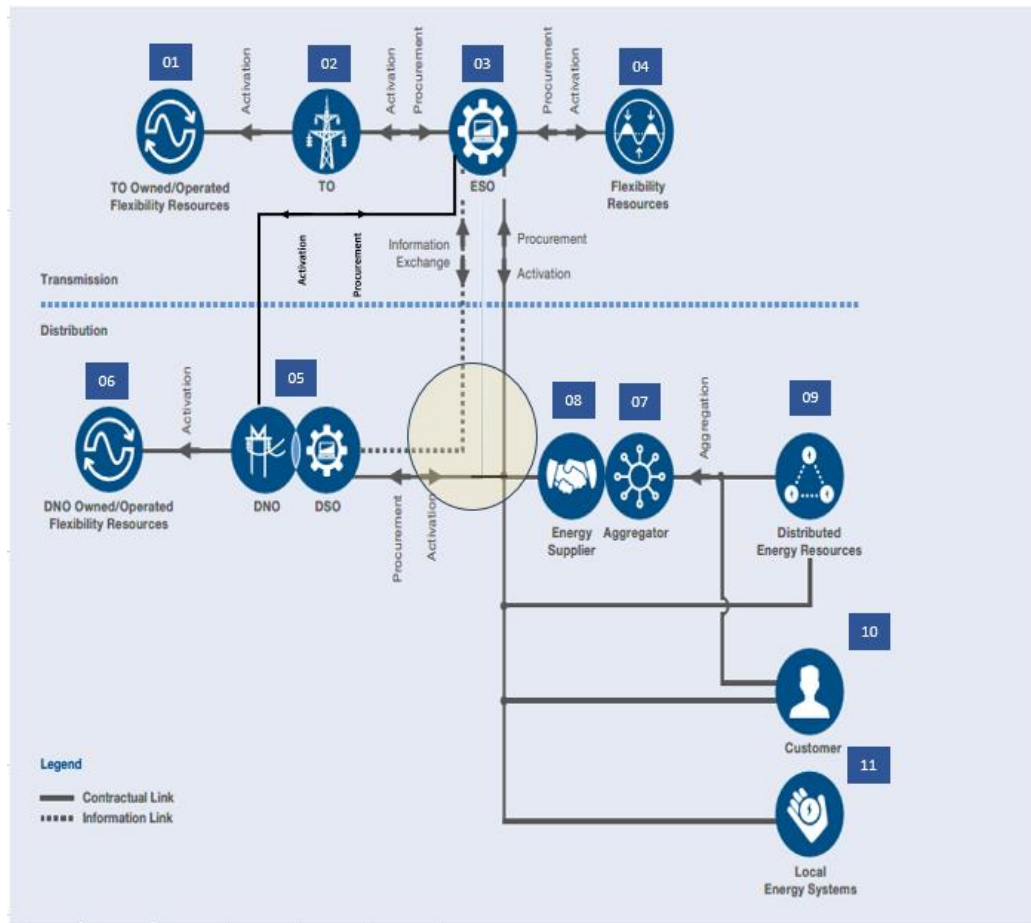 01
02
03
04
Activation
Activation
Procurement
Procurement
Activation
TO Owned/Operated
Flexibility Resources
TO
ESO
Flexibility
Resources
Activation
Procurement
Information
Exchange
Procurement
Activation
Transmission
Distribution
06
05
08
07
09
Activation
Aggregation
DNO Owned/Operated
Flexibility Resources
DNO
DSO
Procurement
Activation
Energy
Supplier
Aggregator
Distributed
Energy Resources
10
Customer
11
Legend
Contractual Link
Information Link
Local
Energy Systems